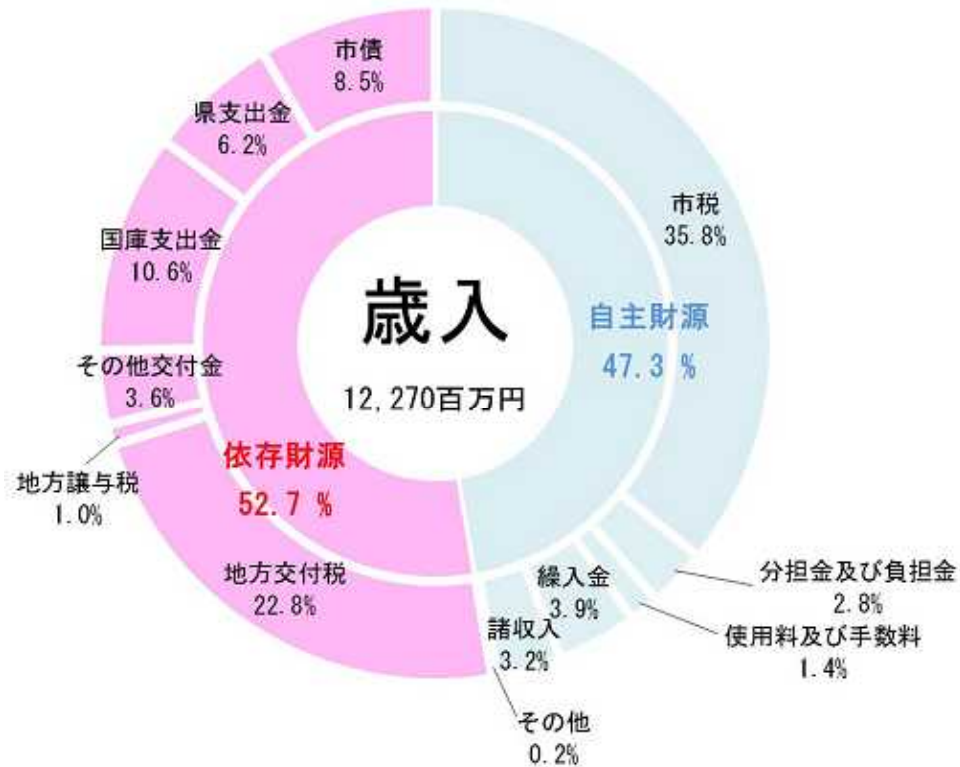 歳入
12,270百万円
自主財源
47.3 %
依存財源
52.7 %
市税
35.8%
分担金及び負担金
2.8%
使用料及び手数料
1.4%
繰入金
3.9%
諸収入
3.2%
その他
0.2%
地方交付税
22.8%
地方譲与税
1.0%
その他交付金
3.6%
国庫支出金
10.6%
県支出金
6.2%
市債
8.5%